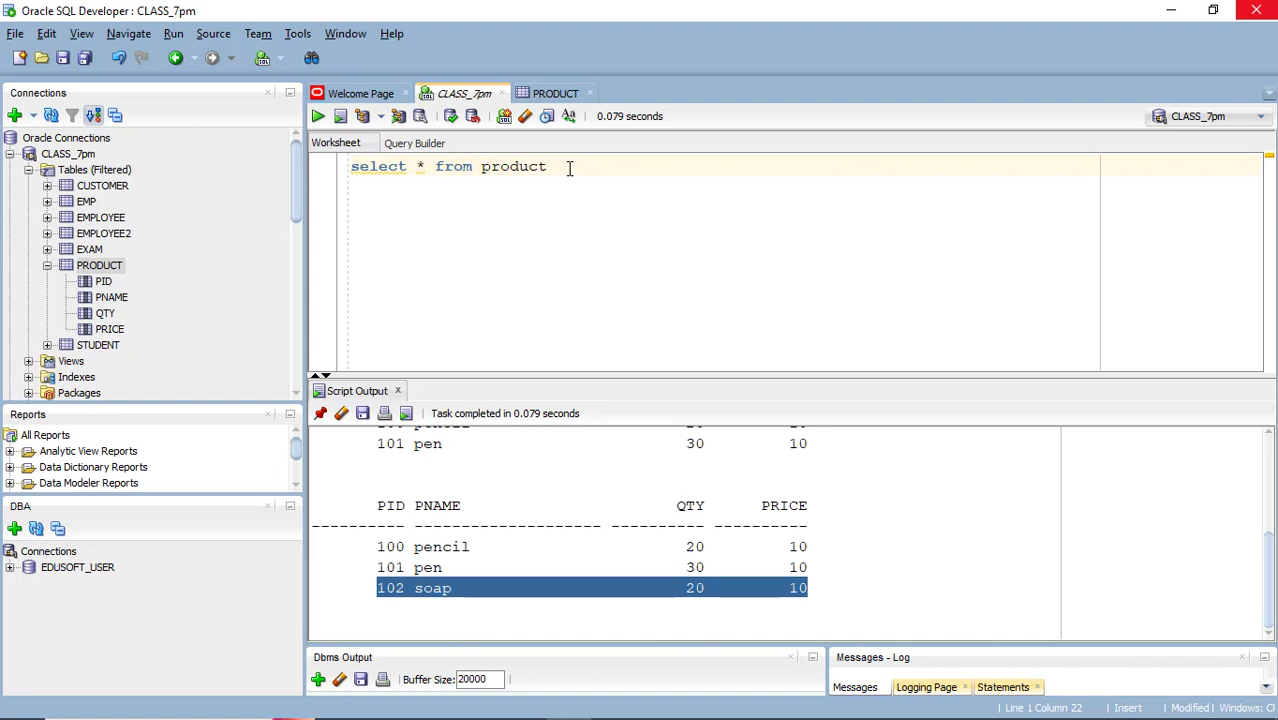 Oracle SQL Developer: CLASS_7pm
File Edit View Navigate Run Source Team Tools Window Help
Connections
Oracle Connections
CLASS_7pm
Tables (Filtered)
CUSTOMER
EMP
EMPLOYEE
EMPLOYEE2
EXAM
PRODUCT
PID
PNAME
QTY
PRICE
STUDENT
Views
Indexes
Packages
Reports
All Reports
Analytic View Reports
Data Dictionary Reports
Data Modeler Reports
DBA
Connections
EDUSOFT_USER
Welcome Page CLASS_7pm PRODUCT
0.079 seconds CLASS_7pm
Worksheet Query Builder
select * from product
Script Output
Task completed in 0.079 seconds
101 pen 30 10
PID PNAME QTY PRICE
---------- -------------------- ---------- ----------
100 pencil 20 10
101 pen 30 10
102 soap 20 10
Dbms Output
Buffer Size: 20000
Messages - Log
Messages Logging Page Statements
Line 1 Column 22 Insert Modified Windows: CF